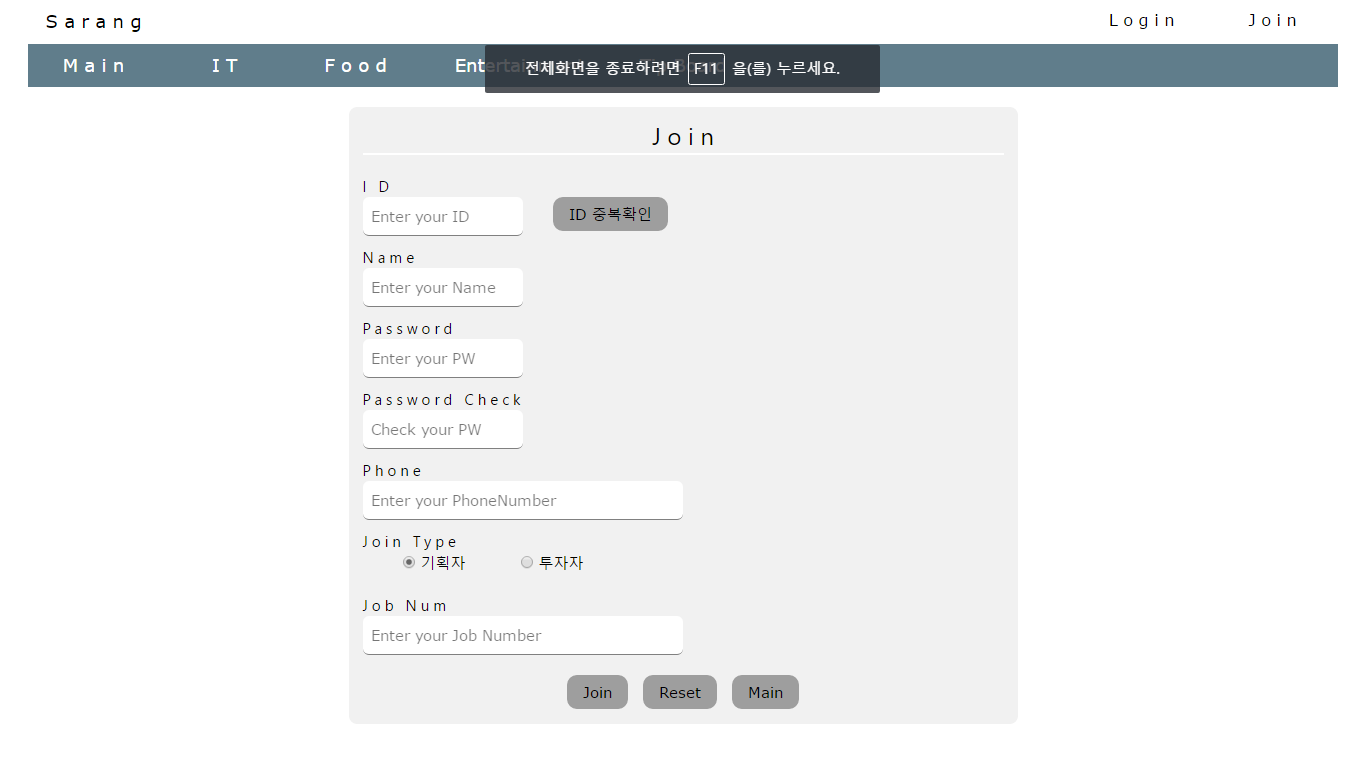 Sarang
Login Join
Main IT Food
전체화면을 종료하려면 F11 을(를) 누르세요.
Join
ID
Enter your ID
ID 중복확인
Name
Enter your Name
Password
Enter your PW
Password Check
Check your PW
Phone
Enter your PhoneNumber
Join Type
기획자 투자자
Job Num
Enter your Job Number
Join Reset Main